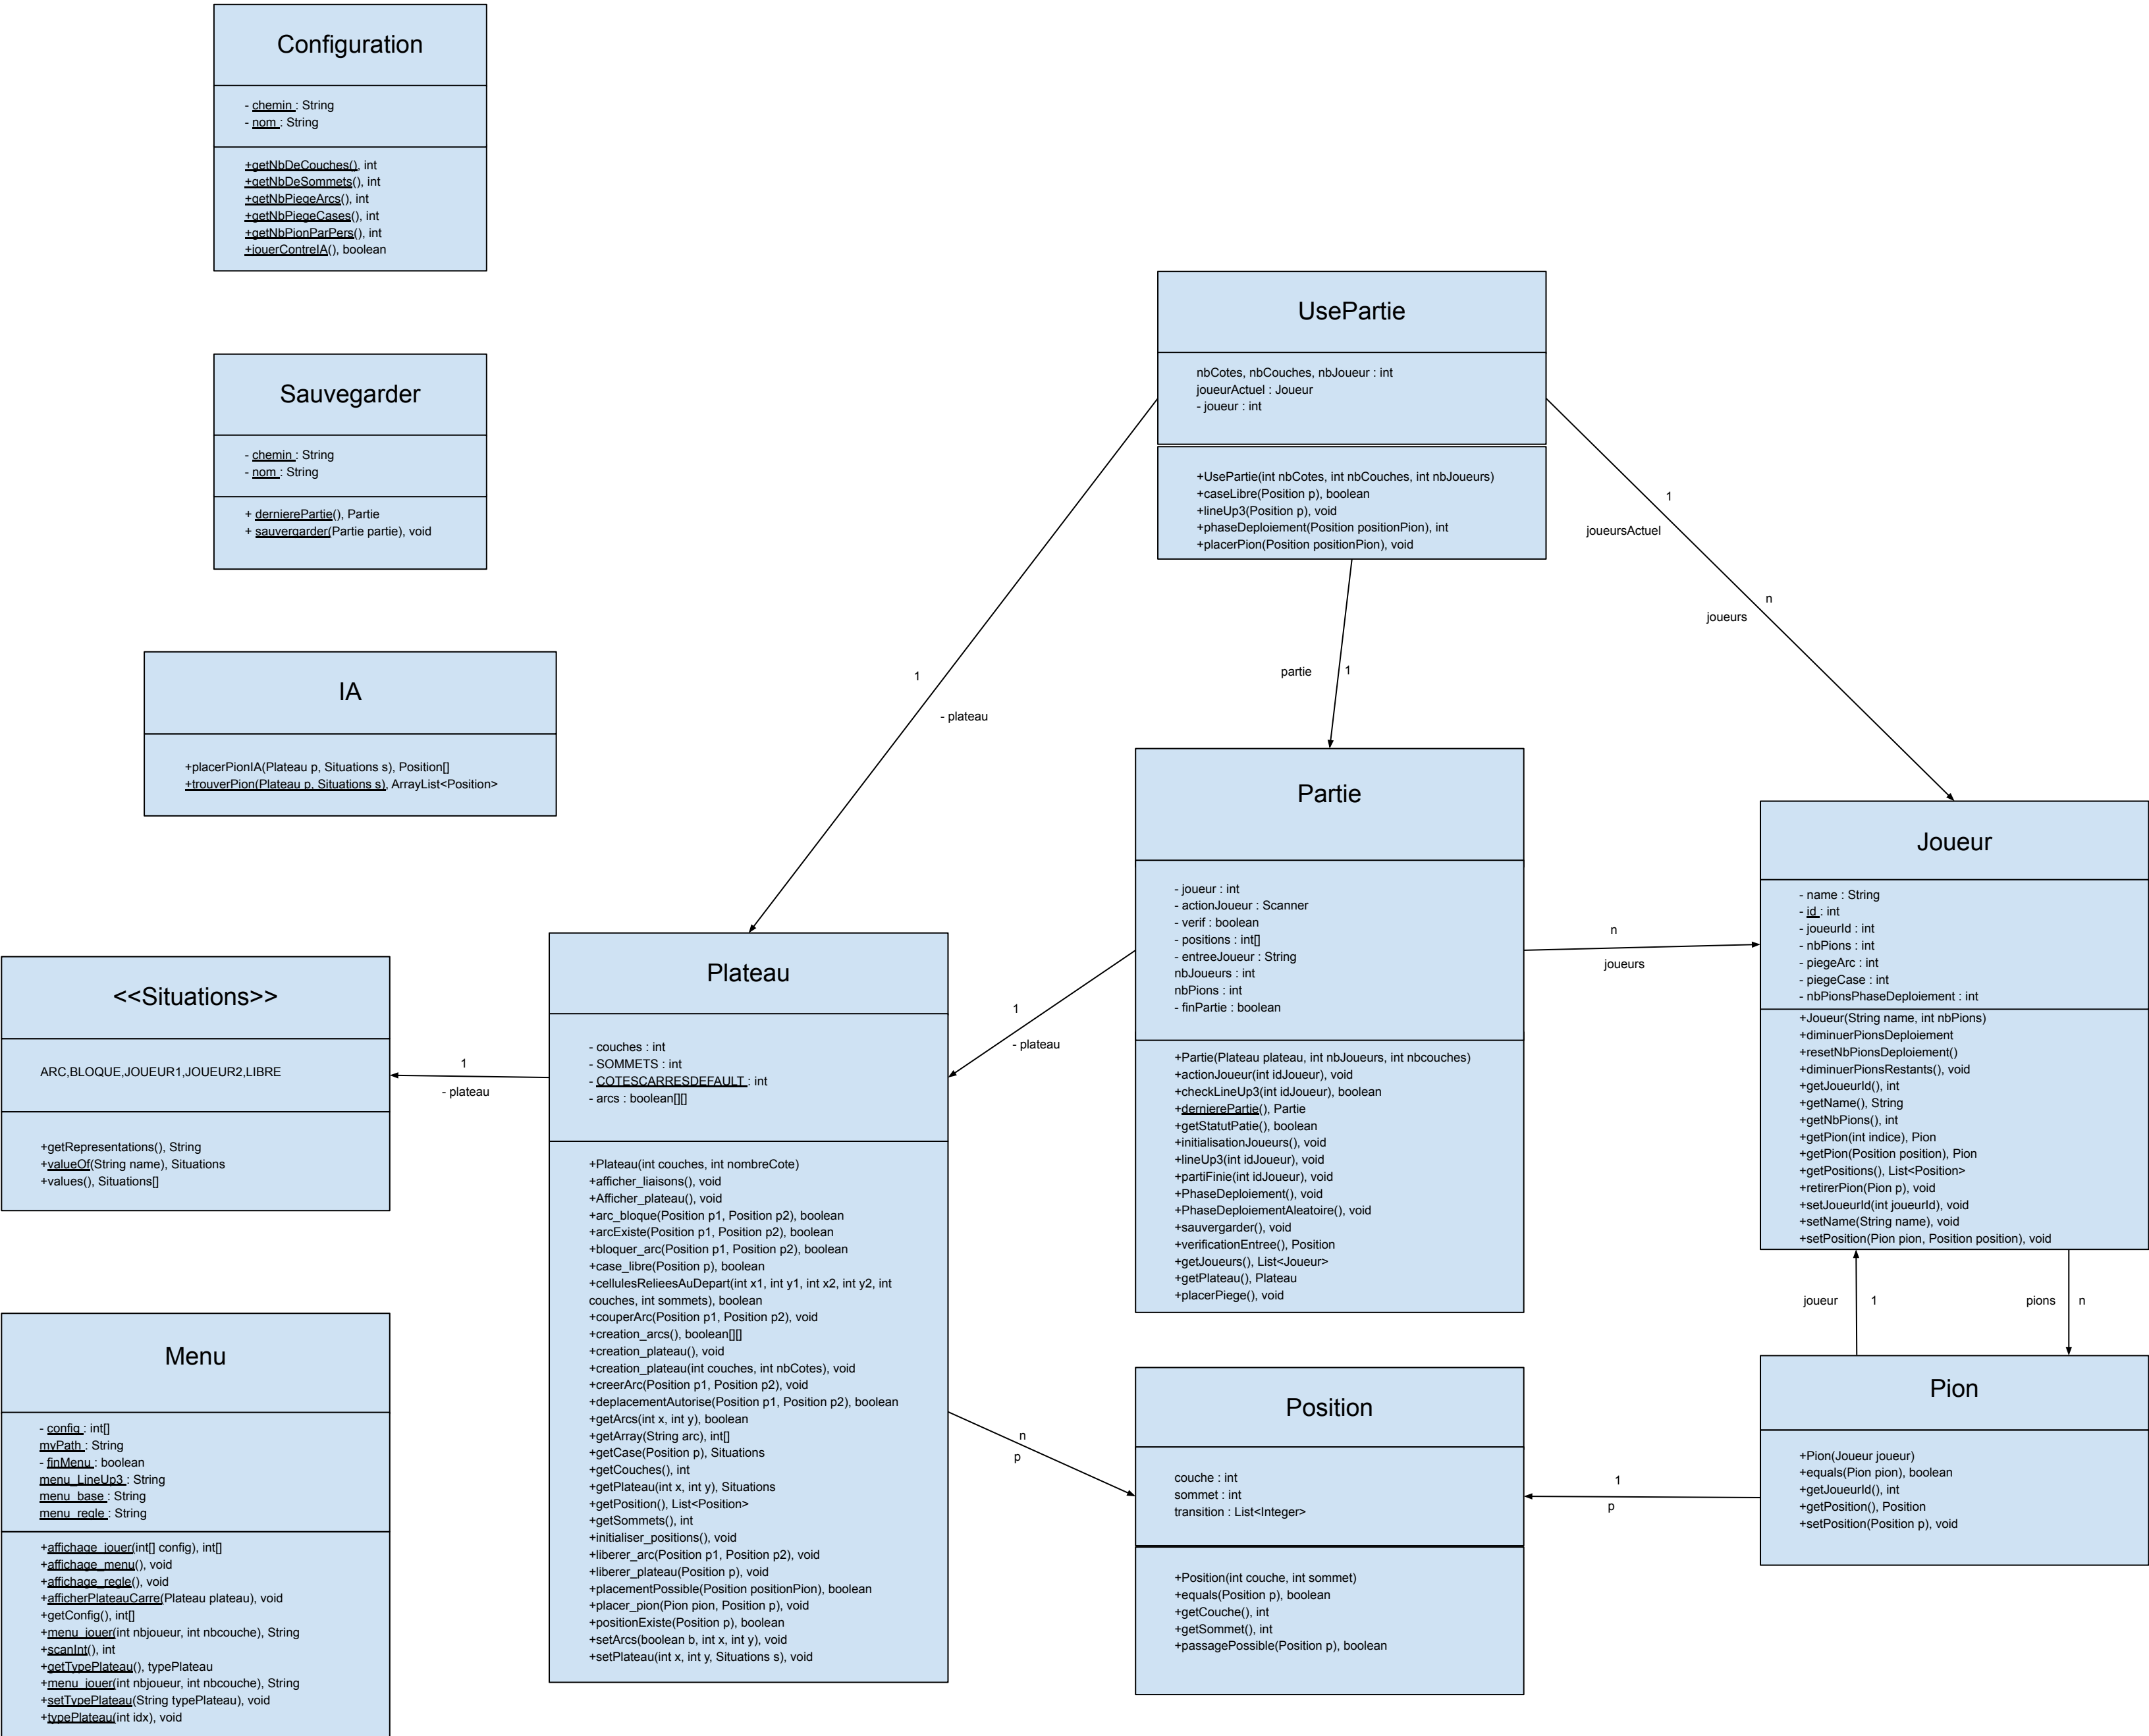 Configuration
- chemin : String
- nom : String
+getNbDeCouches(), int
+getNbDeSommets(), int
+getNbPiegeArcs(), int
+getNbPiegeCases(), int
+getNbPionParPers(), int
+jouerContreIA(), boolean
Sauvegarder
- chemin : String
- nom : String
+ dernierePartie(), Partie
+ sauvergarder(Partie partie), void
IA
+placerPionIA(Plateau p, Situations s), Position[]
+trouverPion(Plateau p, Situations s), ArrayList<Position>
UsePartie
nbCotes, nbCouches, nbJoueur : int
joueurActuel : Joueur
- joueur : int
+UsePartie(int nbCotes, int nbCouches, int nbJoueurs)
+caseLibre(Position p), boolean
+lineUp3(Position p), void
+phaseDeploiement(Position positionPion), int
+placerPion(Position positionPion), void
1
joueursActuel
n
joueurs
1
- plateau
partie
1
Partie
- joueur : int
- actionJoueur : Scanner
- verif : boolean
- positions : int[]
- entreeJoueur : String
nbJoueurs : int
nbPions : int
- finPartie : boolean
+Partie(Plateau plateau, int nbJoueurs, int nbcouches)
+actionJoueur(int idJoueur), void
+checkLineUp3(int idJoueur), boolean
+dernierePartie(), Partie
+getStatutPatie(), boolean
+initialisationJoueurs(), void
+lineUp3(int idJoueur), void
+partiFinie(int idJoueur), void
+PhaseDeploiement(), void
+PhaseDeploiementAleatoire(), void
+sauvergarder(), void
+verificationEntree(), Position
+getJoueurs(), List<Joueur>
+getPlateau(), Plateau
+placerPiege(), void
n
joueurs
1
- plateau
Joueur
- name : String
- id : int
- joueurId : int
- nbPions : int
- piegeArc : int
- piegeCase : int
- nbPionsPhaseDeploiement : int
+Joueur(String name, int nbPions)
+diminuerPionsDeploiement
+resetNbPionsDeploiement()
+diminuerPionsRestants(), void
+getJoueurId(), int
+getName(), String
+getNbPions(), int
+getPion(int indice), Pion
+getPion(Position position), Pion
+getPositions(), List<Position>
+retirerPion(Pion p), void
+setJoueurId(int joueurId), void
+setName(String name), void
+setPosition(Pion pion, Position position), void
joueur
1
pions
n
<<Situations>>
ARC,BLOQUE,JOUEUR1,JOUEUR2,LIBRE
+getRepresentations(), String
+valueOf(String name), Situations
+values(), Situations[]
1
- plateau
Plateau
- couches : int
- SOMMETS : int
- COTESCARRESDEFAULT : int
- arcs : boolean[][]
+Plateau(int couches, int nombreCote)
+afficher_liaisons(), void
+Afficher_plateau(), void
+arc_bloque(Position p1, Position p2), boolean
+arcExiste(Position p1, Position p2), boolean
+bloquer_arc(Position p1, Position p2), boolean
+case_libre(Position p), boolean
+cellulesRelieesAuDepart(int x1, int y1, int x2, int y2, int
couches, int sommets), boolean
+couperArc(Position p1, Position p2), void
+creation_arcs(), boolean[][]
+creation_plateau(), void
+creation_plateau(int couches, int nbCotes), void
+creerArc(Position p1, Position p2), void
+deplacementAutorise(Position p1, Position p2), boolean
+getArcs(int x, int y), boolean
+getArray(String arc), int[]
+getCase(Position p), Situations
+getCouches(), int
+getPlateau(int x, int y), Situations
+getPosition(), List<Position>
+getSommets(), int
+initialiser_positions(), void
+liberer_arc(Position p1, Position p2), void
+liberer_plateau(Position p), void
+placementPossible(Position positionPion), boolean
+placer_pion(Pion pion, Position p), void
+positionExiste(Position p), boolean
+setArcs(boolean b, int x, int y), void
+setPlateau(int x, int y, Situations s), void
n
p
Menu
- config : int[]
myPath : String
- finMenu : boolean
menu_LineUp3 : String
menu_base : String
menu_regle : String
+affichage_jouer(int[] config), int[]
+affichage_menu(), void
+affichage_regle(), void
+afficherPlateauCarre(Plateau plateau), void
+getConfig(), int[]
+menu_jouer(int nbjoueur, int nbcouche), String
+scanInt(), int
+getTypePlateau(), typePlateau
+menu_jouer(int nbjoueur, int nbcouche), String
+setTypePlateau(String typePlateau), void
+typePlateau(int idx), void
Position
couche : int
sommet : int
transition : List<Integer>
+Position(int couche, int sommet)
+equals(Position p), boolean
+getCouche(), int
+getSommet(), int
+passagePossible(Position p), boolean
1
p
Pion
+Pion(Joueur joueur)
+equals(Pion pion), boolean
+getJoueurId(), int
+getPosition(), Position
+setPosition(Position p), void